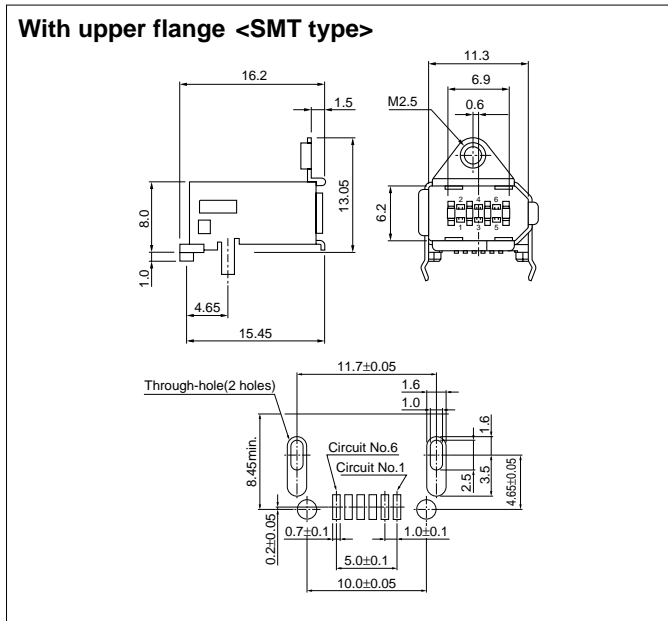 With upper flange <SMT type>
16.2
1.5
13.05
8.0
1.0
4.65
15.45
11.3
6.9
0.6
M2.5
6.2
2 4 6
1 3 5
11.7±0.05
1.6
1.0
Through-hole(2 holes)
8.45min.
Circuit No.6
Circuit No.1
1.6
2.5
3.5
4.65±0.05
0.2±0.05
0.7±0.1
1.0±0.1
5.0±0.1
10.0±0.05